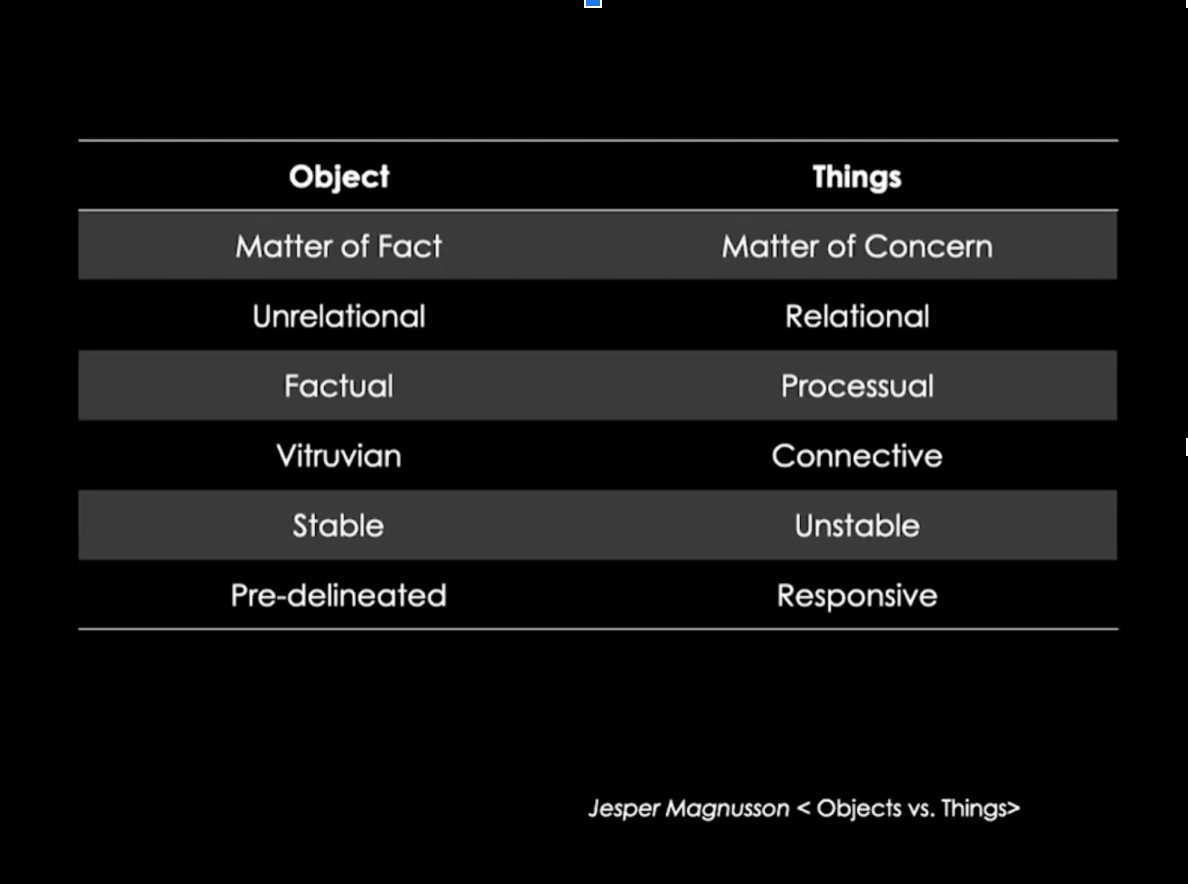 Object Things
Matter of Fact Matter of Concern
Unrelational Relational
Factual Processual
Vitruvian Connective
Stable Unstable
Pre-delineated Responsive
Jesper Magnusson < Objects vs. Things>